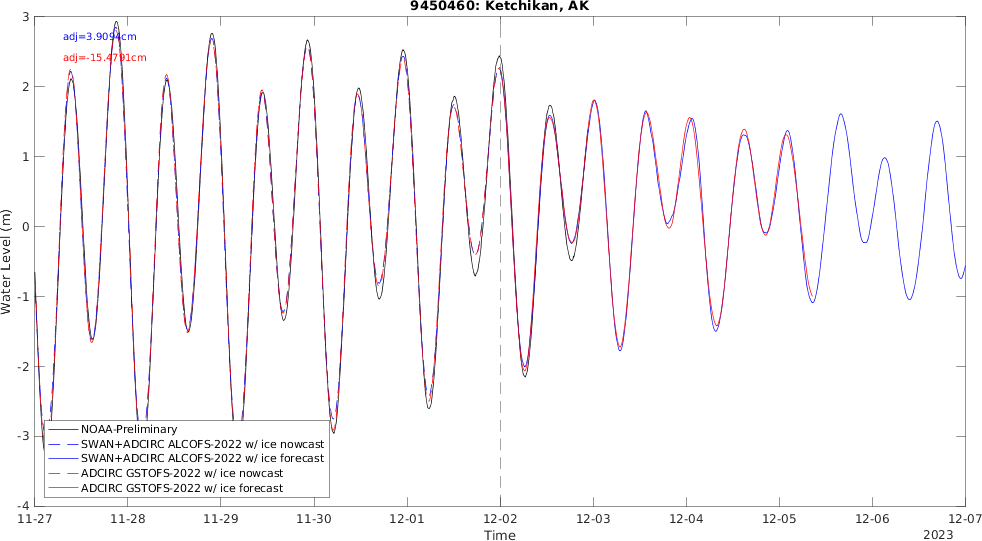 9450460: Ketchikan, AK
adj=3.9094cm
adj=-15.4791cm
3
2
1
0
-1
-2
-3
-4
Water Level (m)
NOAA-Preliminary
SWAN+ADCIRC ALCOFS-2022 w/ ice nowcast
SWAN+ADCIRC ALCOFS-2022 w/ ice forecast
ADCIRC GSTOFS-2022 w/ ice nowcast
ADCIRC GSTOFS-2022 w/ ice forecast
11-27 11-28 11-29 11-30 12-01 12-02 12-03 12-04 12-05 12-06 12-07
Time
2023